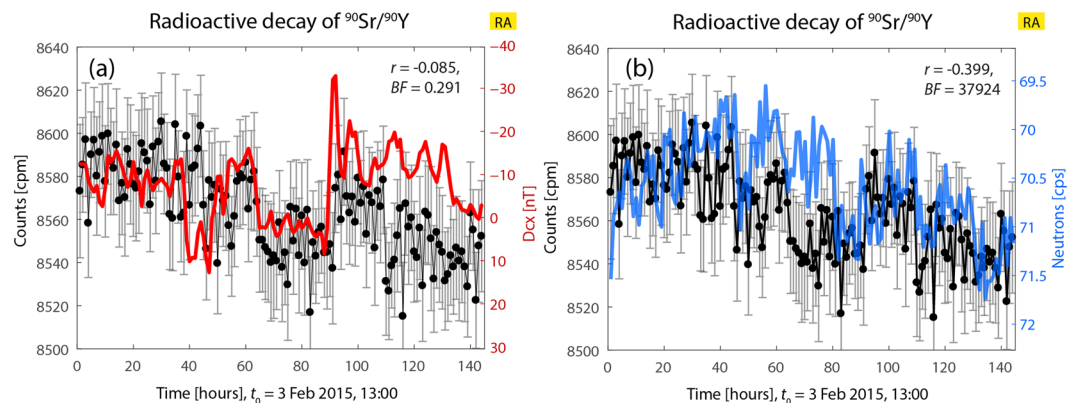 Radioactive decay of ⁹⁰Sr/⁹⁰Y
RA
(a)
r = -0.085,
BF = 0.291
Counts [cpm]
8640
8620
8600
8580
8560
8540
8520
8500
−40
-30
-20
-10
0
10
20
30
Dcx [nT]
0 20 40 60 80 100 120 140
Time [hours], t₀ = 3 Feb 2015, 13:00
Radioactive decay of ⁹⁰Sr/⁹⁰Y
RA
(b)
r = -0.399,
BF = 37924
Counts [cpm]
8640
8620
8600
8580
8560
8540
8520
8500
69.5
70
70.5
71
71.5
72
Neutrons [cps]
0 20 40 60 80 100 120 140
Time [hours], t₀ = 3 Feb 2015, 13:00